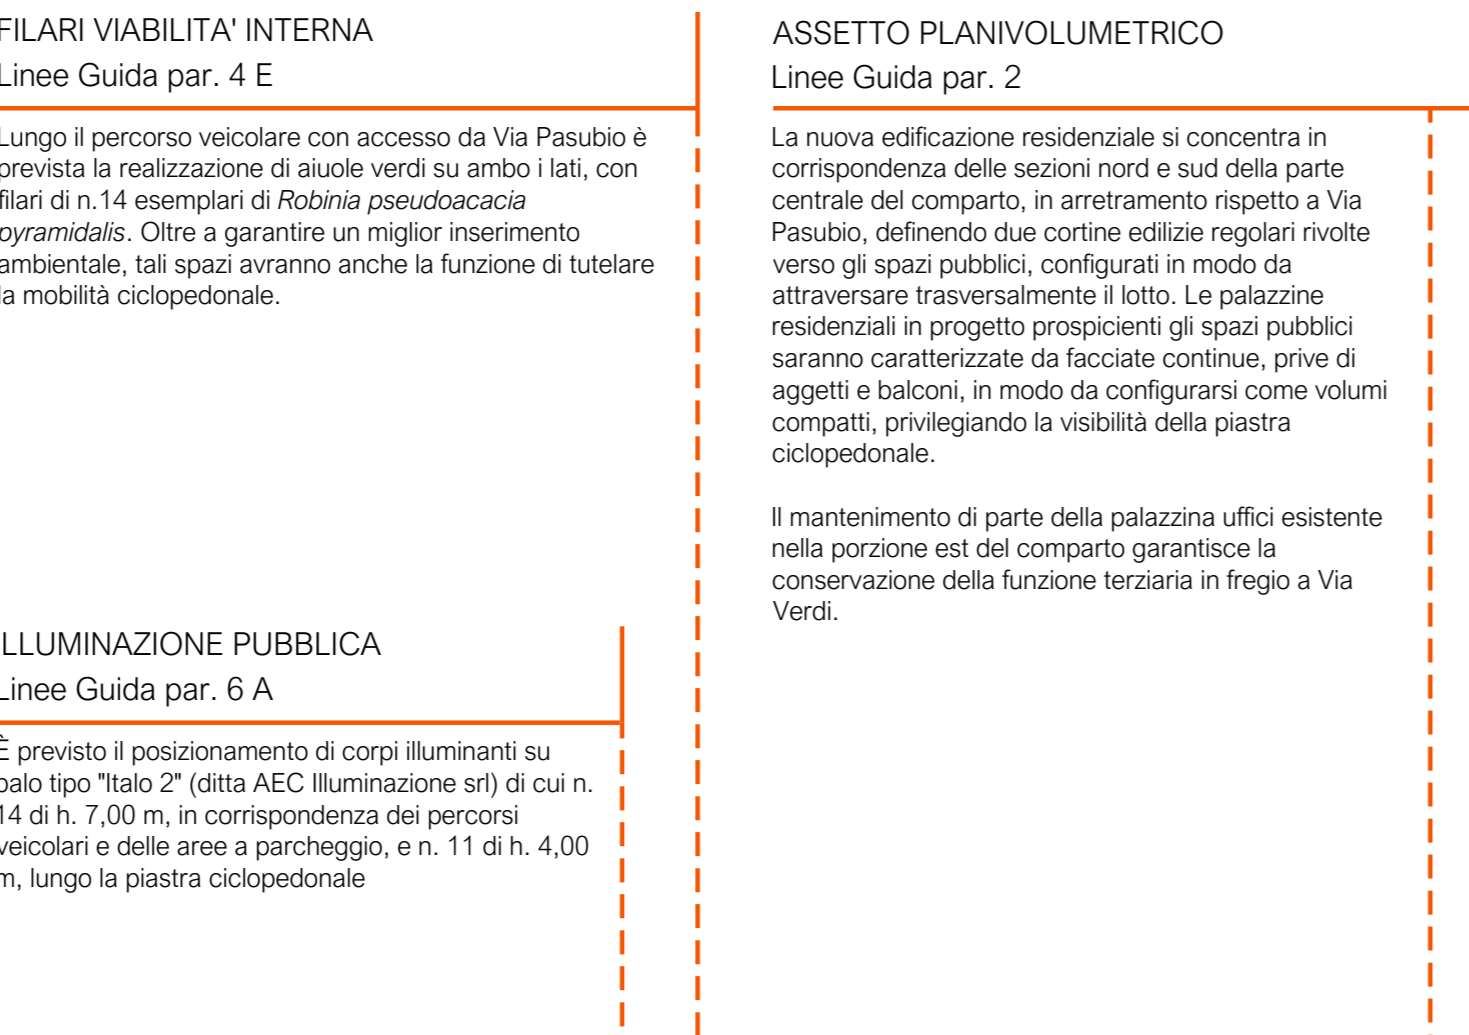 FILARI VIABILITA' INTERNA
Linee Guida par. 4 E
Lungo il percorso veicolare con accesso da Via Pasubio è
prevista la realizzazione di aiuole verdi su ambo i lati, con
filari di n.14 esemplari di Robinia pseudoacacia
pyramidalis. Oltre a garantire un miglior inserimento
ambientale, tali spazi avranno anche la funzione di tutelare
la mobilità ciclopedonale.
ILLUMINAZIONE PUBBLICA
Linee Guida par. 6 A
È previsto il posizionamento di corpi illuminanti su
palo tipo "Italo 2" (ditta AEC Illuminazione srl) di cui n.
14 di h. 7,00 m, in corrispondenza dei percorsi
veicolari e delle aree a parcheggio, e n. 11 di h. 4,00
m, lungo la piastra ciclopedonale
ASSETTO PLANIVOLUMETRICO
Linee Guida par. 2
La nuova edificazione residenziale si concentra in
corrispondenza delle sezioni nord e sud della parte
centrale del comparto, in arretramento rispetto a Via
Pasubio, definendo due cortine edilizie regolari rivolte
verso gli spazi pubblici, configurati in modo da
attraversare trasversalmente il lotto. Le palazzine
residenziali in progetto prospicienti gli spazi pubblici
saranno caratterizzate da facciate continue, prive di
aggetti e balconi, in modo da configurarsi come volumi
compatti, privilegiando la visibilità della piastra
ciclopedonale.
Il mantenimento di parte della palazzina uffici esistente
nella porzione est del comparto garantisce la
conservazione della funzione terziaria in fregio a Via
Verdi.